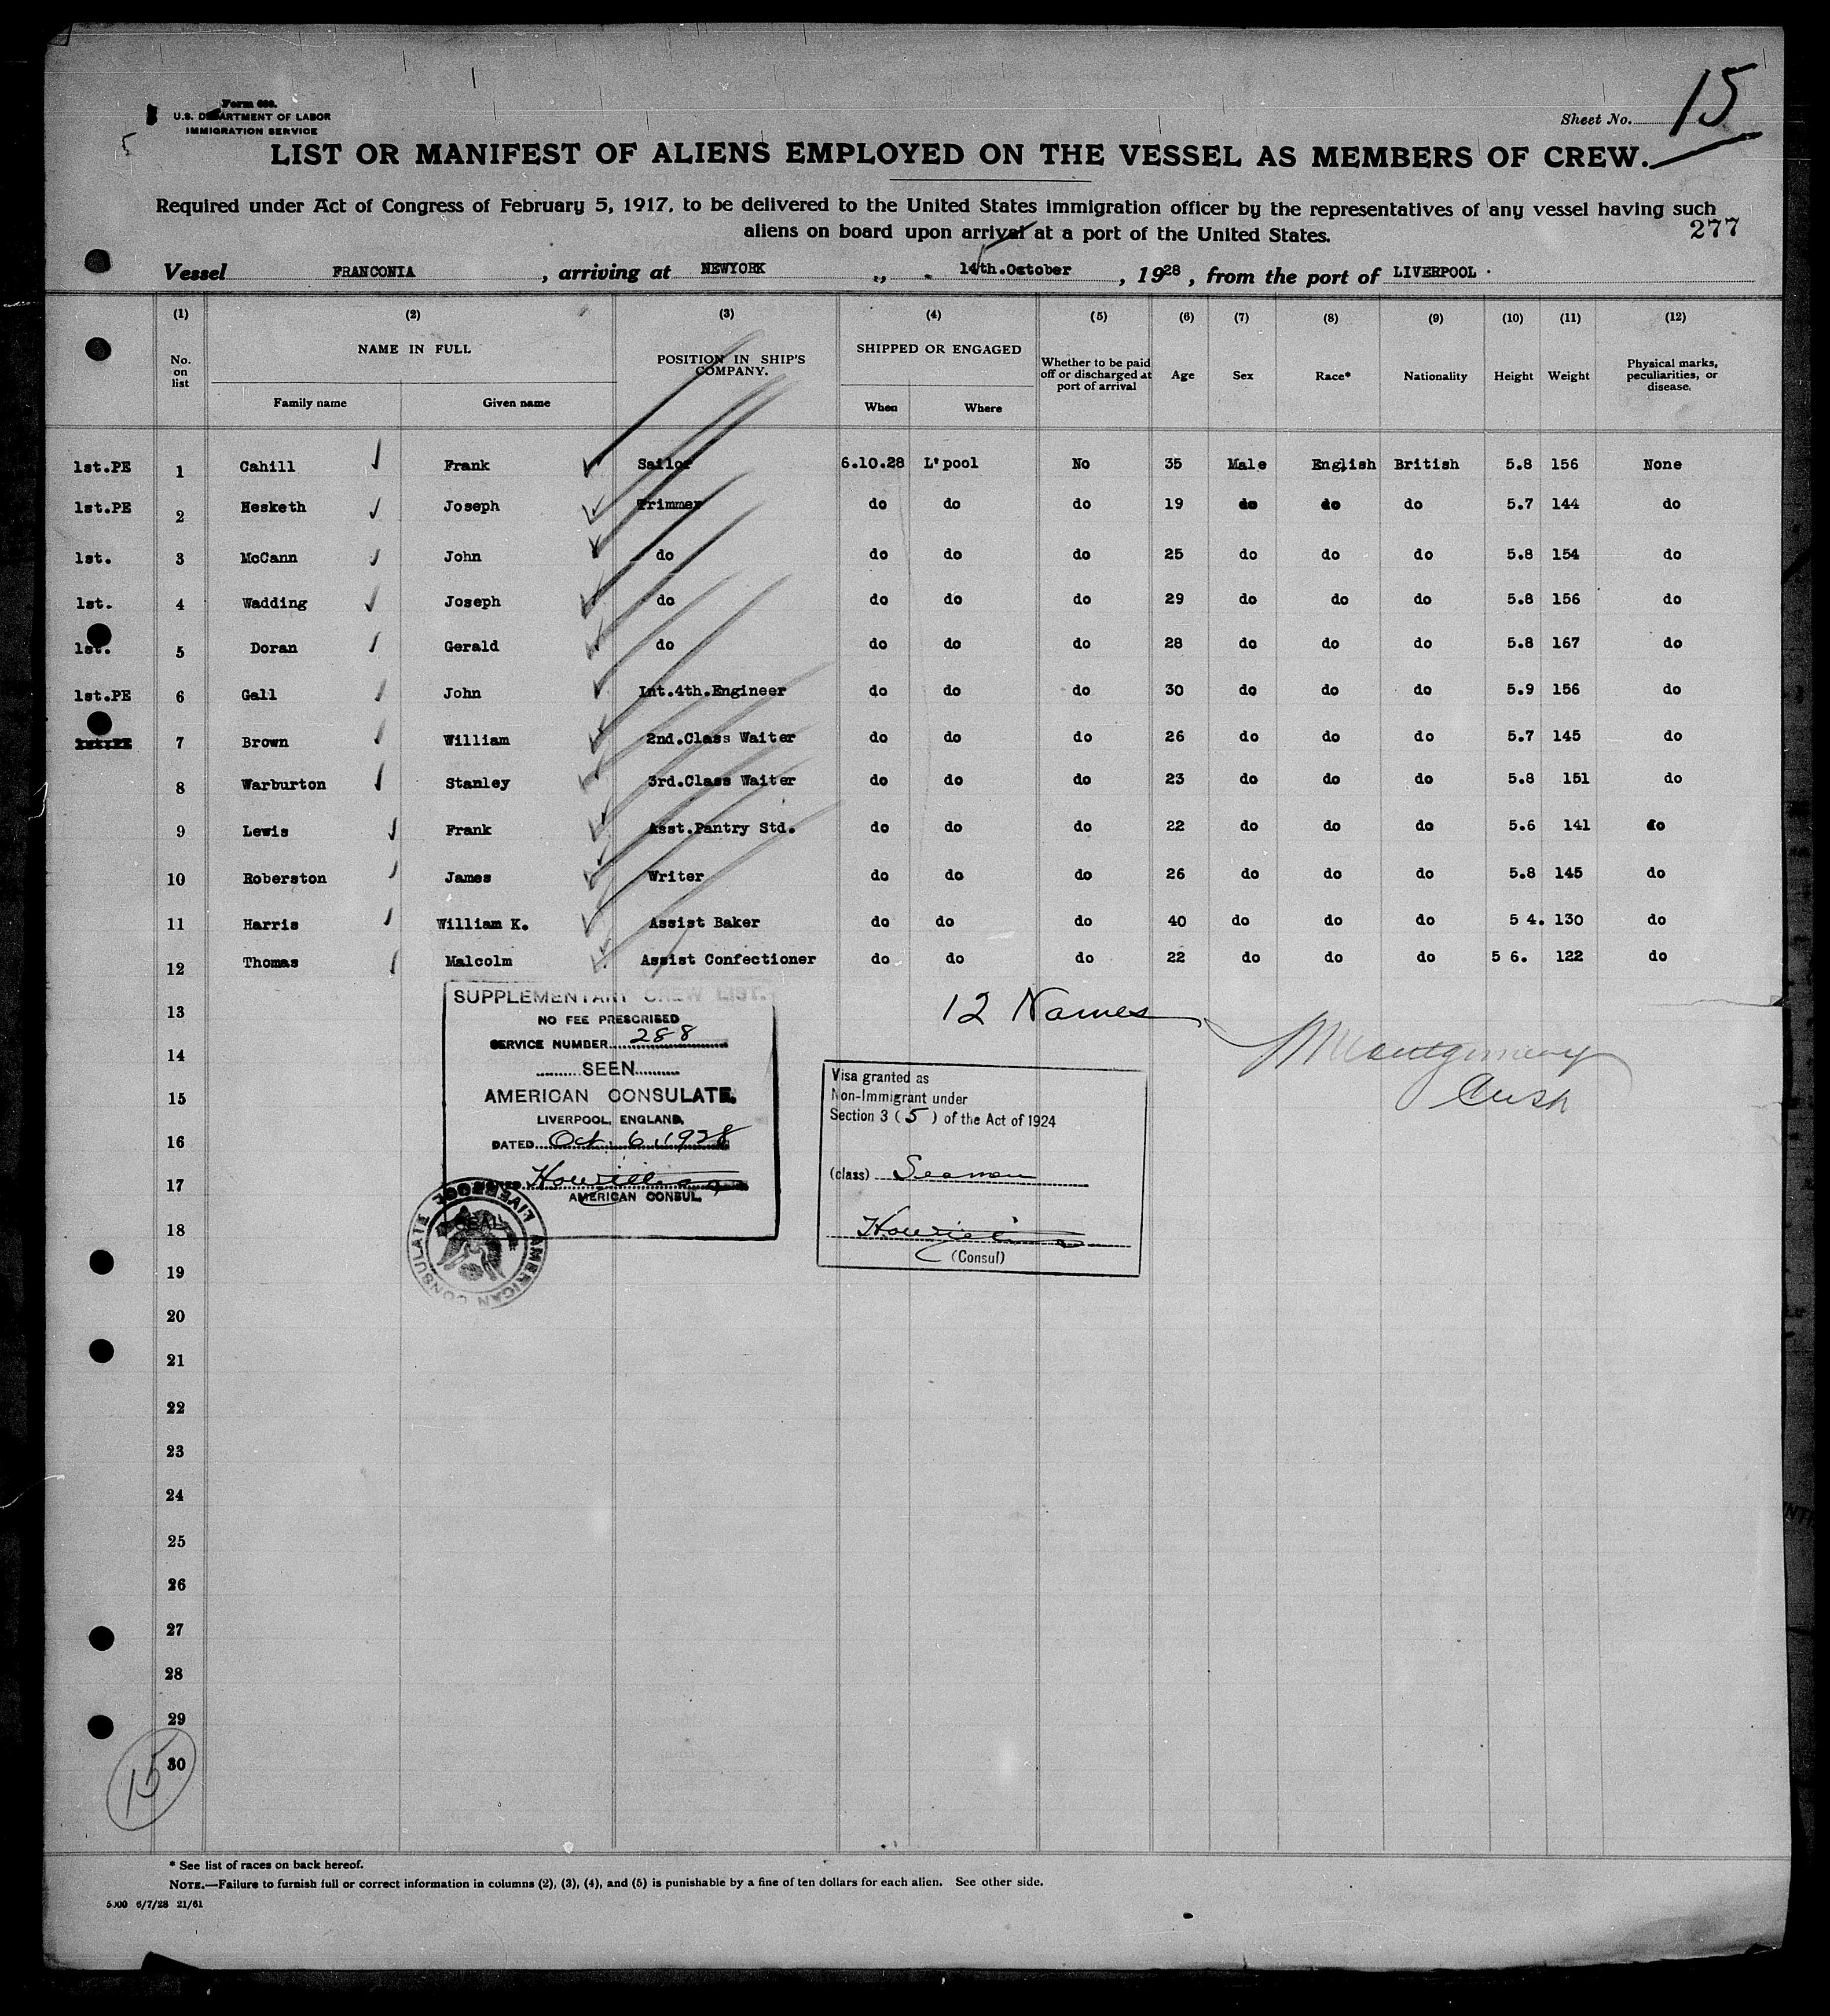 Form 680.
U.S. DEPARTMENT OF LABOR
IMMIGRATION SERVICE
Sheet No. 15
LIST OR MANIFEST OF ALIENS EMPLOYED ON THE VESSEL AS MEMBERS OF CREW.
Required under Act of Congress of February 5, 1917, to be delivered to the United States immigration officer by the representatives of any vessel having such
aliens on board upon arrival at a port of the United States.
277
Vessel FRANCONIA, arriving at NEWYORK 14th.October, 1928, from the port of LIVERPOOL.
(1) (2) (3) (4) (5) (6) (7) (8) (9) (10) (11) (12)
No. on list NAME IN FULL POSITION IN SHIP'S COMPANY. SHIPPED OR ENGAGED Whether to be paid off or discharged at port of arrival Age Sex Race* Nationality Height Weight Physical marks, peculiarities, or disease.
Family name Given name When Where
1st.PE 1 Cahill Frank Sailor 6.10.28 L'pool No 35 Male English British 5.8 156 None
1st.PE 2 Hesketh Joseph Trimmer do do do 19 do do do 5.7 144 do
1st. 3 McCann John do do do do 25 do do do 5.8 154 do
1st. 4 Wadding Joseph do do do do 29 do do do 5.8 156 do
1st. 5 Doran Gerald do do do do 28 do do do 5.8 167 do
1st.PE 6 Gall John Int.4th.Engineer do do do 30 do do do 5.9 156 do
1st.PE 7 Brown William 2nd.Class Waiter do do do 26 do do do 5.7 145 do
8 Warburton Stanley 3rd.Class Waiter do do do 23 do do do 5.8 151 do
9 Lewis Frank Asst.Pantry Std. do do do 22 do do do 5.6 141 do
10 Roberston James Writer do do do 26 do do do 5.8 145 do
11 Harris William K. Assist Baker do do do 40 do do do 5 4. 130 do
12 Thomas Malcolm Assist Confectioner do do do 22 do do do 5 6. 122 do
12 Names
Montgomery
SUPPLEMENTARY CREW LIST.
NO FEE PRESCRIBED
SERVICE NUMBER 288
SEEN
AMERICAN CONSULATE.
LIVERPOOL, ENGLAND,
DATED Oct. 6, 1928
AMERICAN CONSUL.
AMERICAN CONSULATE LIVERPOOL
SEAL
Visa granted as
Non-Immigrant under
Section 3 (5) of the Act of 1924
(class) Seamen
(Consul)
13
14
15
16
17
18
19
20
21
22
23
24
25
26
27
28
29
30
15
* See list of races on back hereof.
NOTE.—Failure to furnish full or correct information in columns (2), (3), (4), and (5) is punishable by a fine of ten dollars for each alien. See other side.
5000 6/7/28 21/61